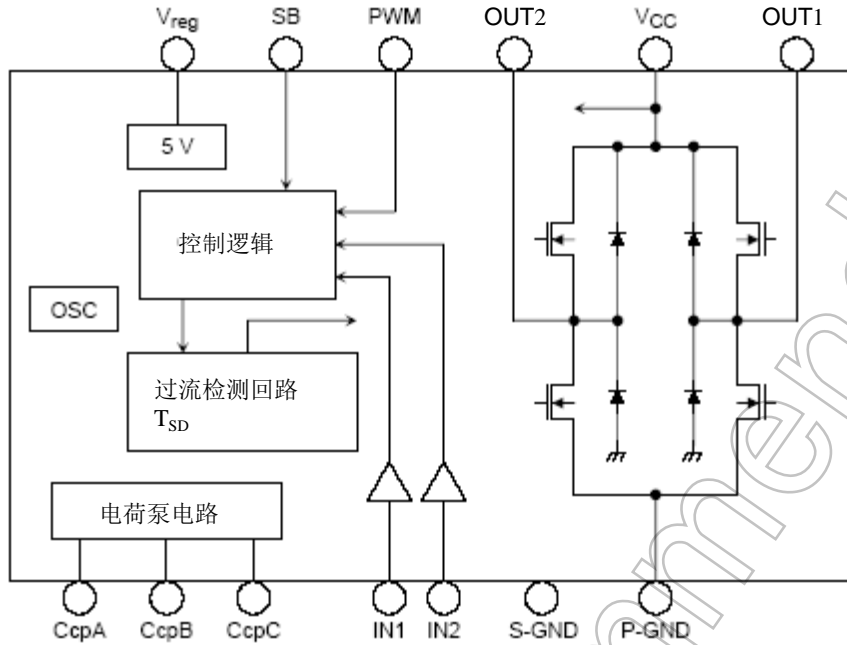 Vreg SB PWM OUT2 VCC OUT1
5 V
控制逻辑
OSC
过流检测回路
TSD
电荷泵电路
CcpA CcpB CcpC IN1 IN2 S-GND P-GND